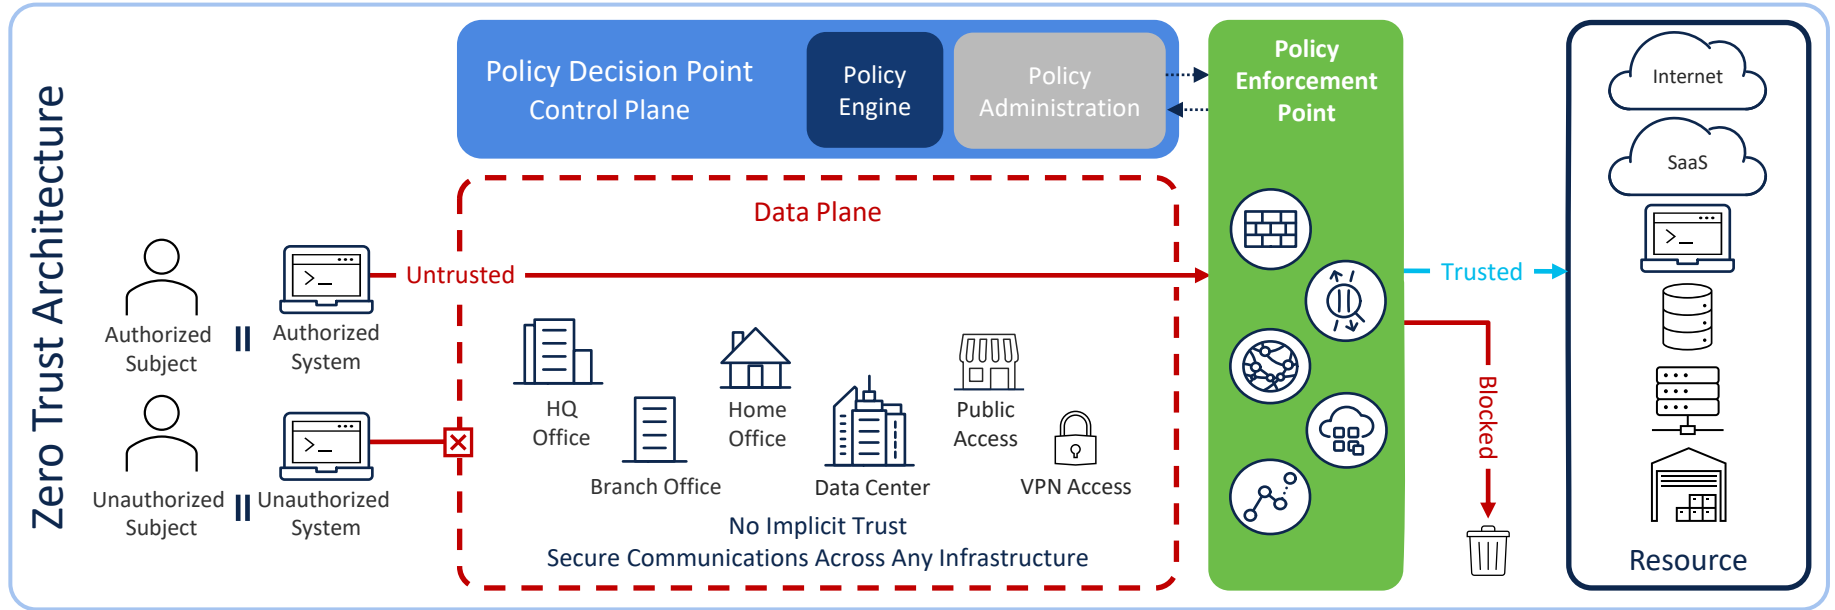 Zero Trust Architecture
Policy Decision Point
Control Plane
Policy
Engine
Policy
Administration
Policy
Enforcement
Point
Internet
SaaS
Data Plane
Untrusted
Trusted
Authorized
Subject
Authorized
System
HQ
Office
Branch Office
Home
Office
Data Center
Public
Access
VPN Access
Blocked
Unauthorized
Subject
Unauthorized
System
No Implicit Trust
Secure Communications Across Any Infrastructure
Resource